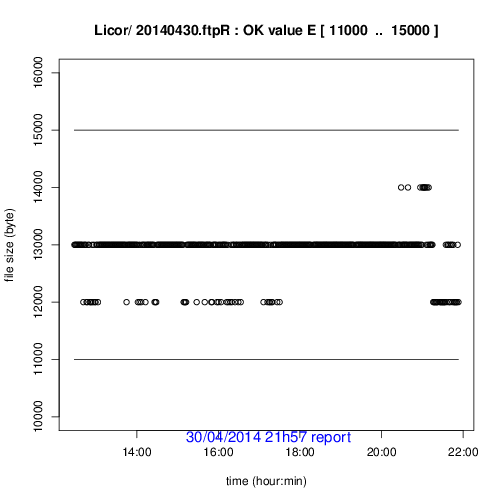 Licor/ 20140430.ftpR : OK value E [ 11000 .. 15000 ]
file size (byte)
16000
15000
14000
13000
12000
11000
10000
30/04/2014 21h57 report
14:00 16:00 18:00 20:00 22:00
time (hour:min)